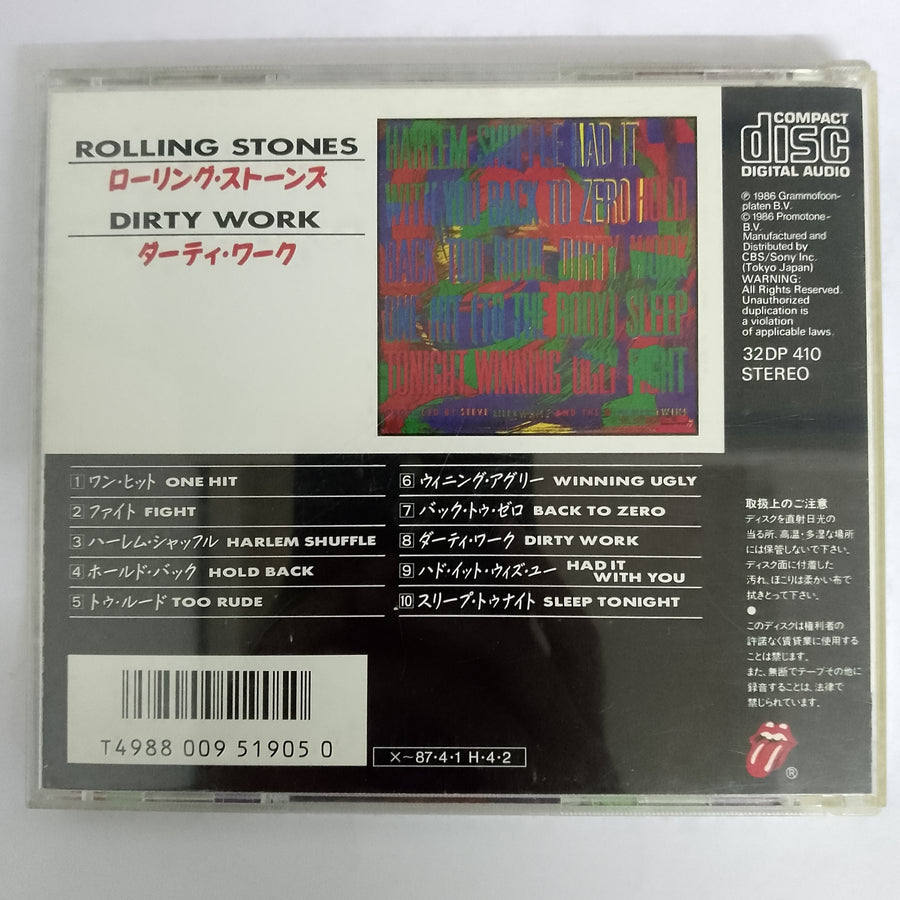 ROLLING STONES
ローリング・ストーンズ
DIRTY WORK
ダーティ・ワーク
HARLEM SHUFFLE HAD IT
WITH YOU BACK TO ZERO HOLD
BACK TOO RUDE DIRTY WORK
ONE HIT (TO THE BODY) SLEEP
TONIGHT WINNING UGLY FIGHT
BY STEVE LILLYWHITE AND THE
COMPACT
disc
DIGITAL AUDIO
℗ 1986 Grammofoon-
platen B.V.
© 1986 Promotone-
B.V.
Manufactured and
Distributed by
CBS/Sony Inc.
(Tokyo Japan)
WARNING:
All Rights Reserved.
Unauthorized
duplication is
a violation
of applicable laws.
32DP 410
STEREO
1 ワン・ヒット ONE HIT
2 ファイト FIGHT
3 ハーレム・シャッフル HARLEM SHUFFLE
4 ホールド・バック HOLD BACK
5 トゥ・ルード TOO RUDE
6 ウィニング・アグリー WINNING UGLY
7 バック・トゥ・ゼロ BACK TO ZERO
8 ダーティ・ワーク DIRTY WORK
9 ハド・イット・ウィズ・ユー HAD IT
WITH YOU
10 スリープ・トゥナイト SLEEP TONIGHT
取扱上のご注意
ディスクを直射日光の
当る所、高温・多湿な場所
には保管しないで下さい。
ディスク面に付着した
汚れ、ほこりは柔かい布で
拭きとって下さい。
●
このディスクは権利者の
許諾なく賃貸業に使用する
ことは禁じます。
また、無断でテープその他に
録音することは、法律で
禁じられています。
®
T4988 009 51905 0
X〜87・4・1 H・4・2